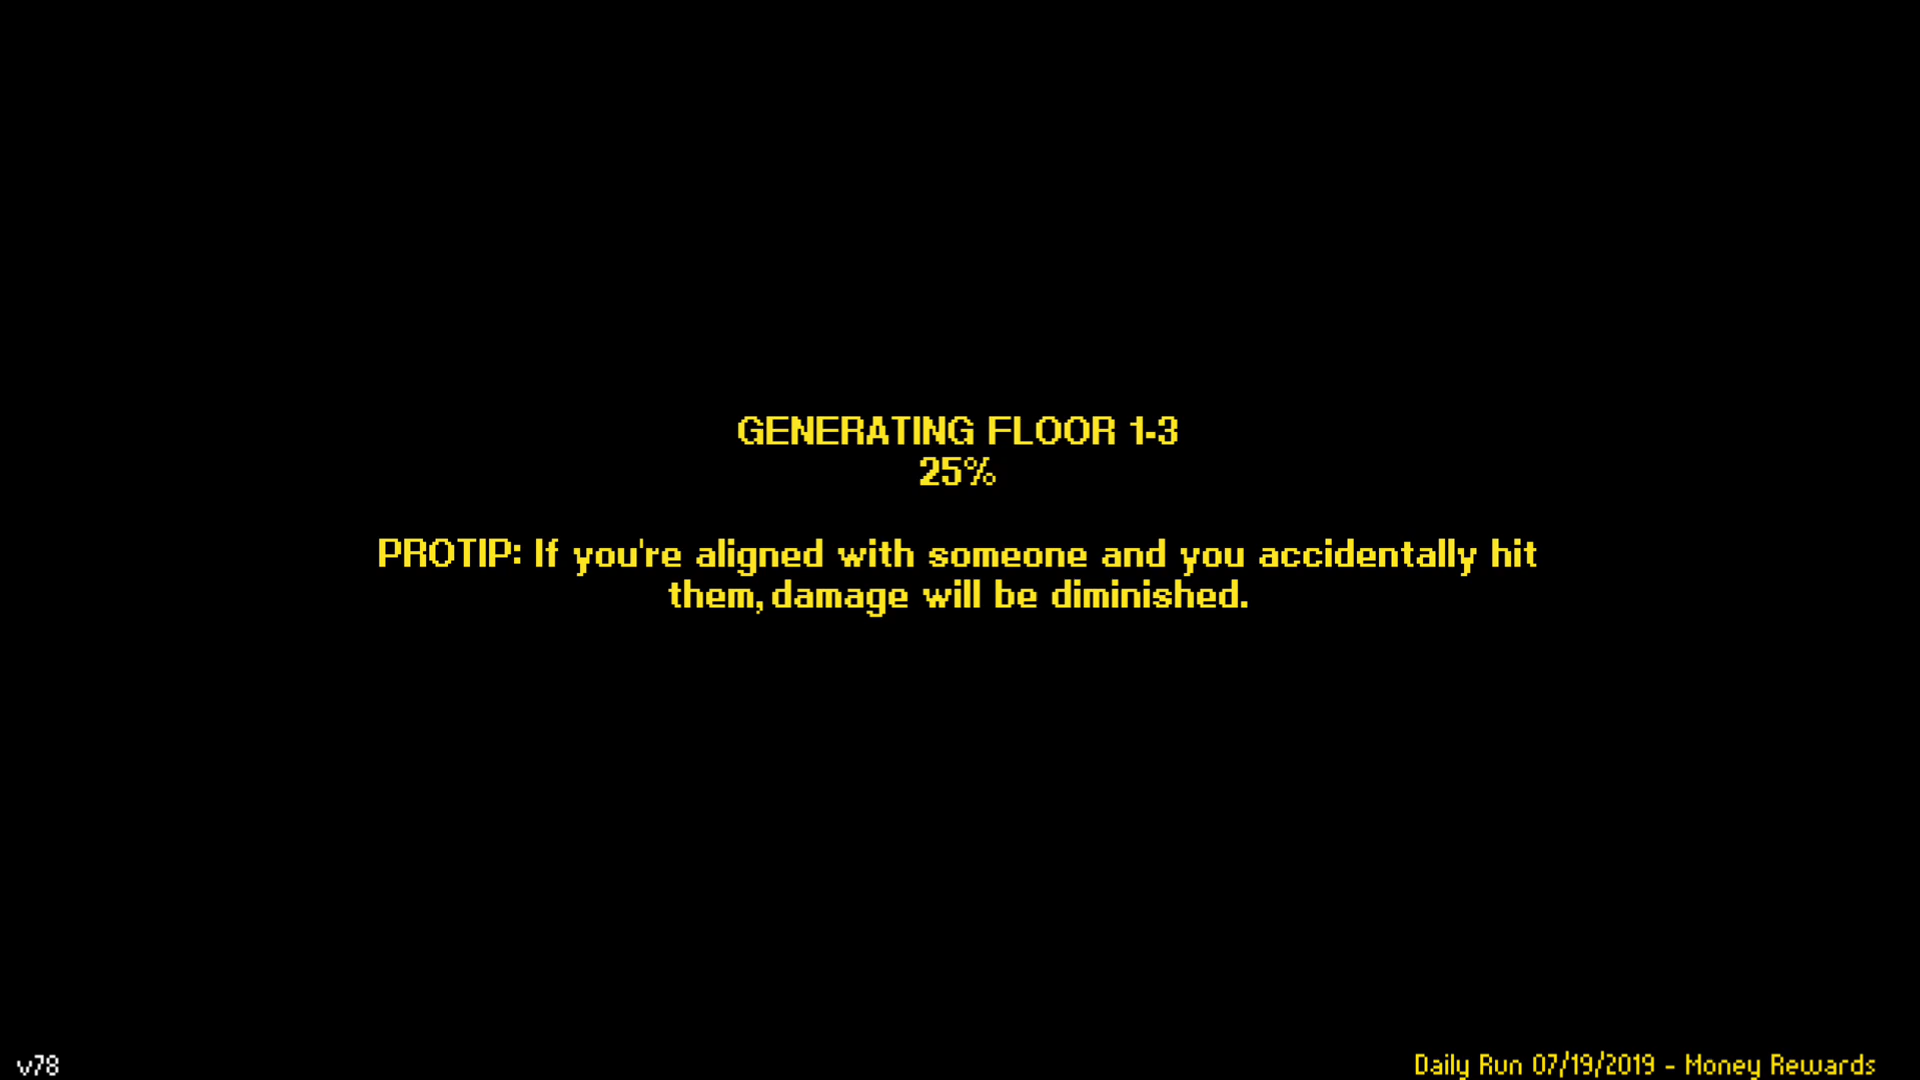 GENERATING FLOOR 1-3
25%
PROTIP: If you're aligned with someone and you accidentally hit
them, damage will be diminished.
v78
Daily Run 07/19/2019 - Money Rewards